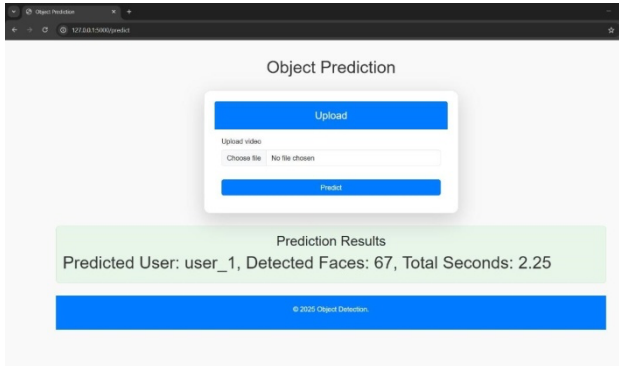 Object Prediction
127.0.0.1:5000/predict
Object Prediction
Upload
Upload video
Choose file No file chosen
Predict
Prediction Results
Predicted User: user_1, Detected Faces: 67, Total Seconds: 2.25
© 2025 Object Detection.